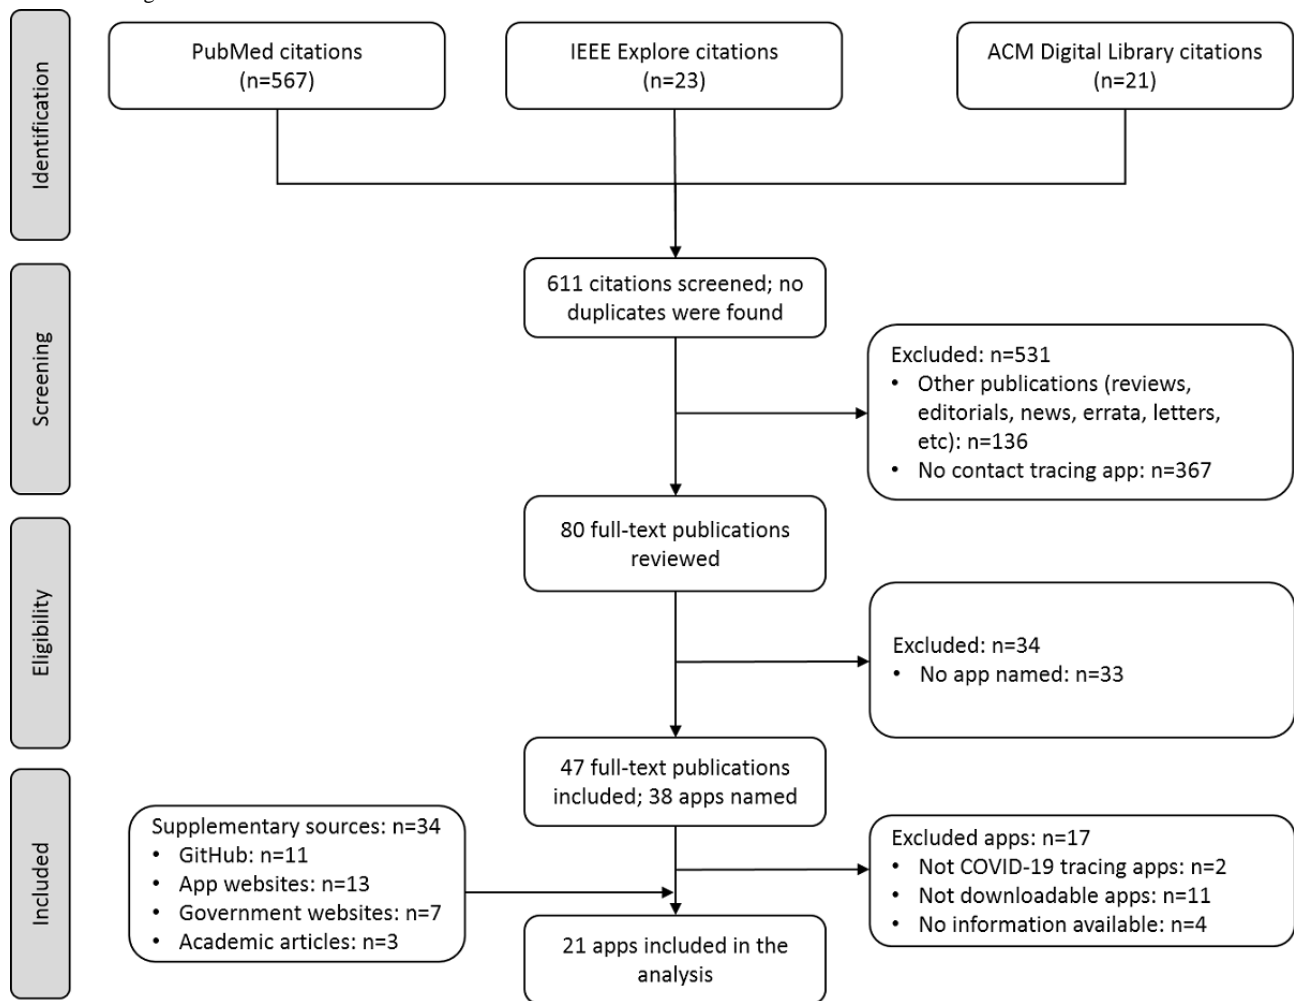 Identification
PubMed citations
(n=567)
IEEE Explore citations
(n=23)
ACM Digital Library citations
(n=21)
Screening
611 citations screened; no
duplicates were found
Excluded: n=531
• Other publications (reviews,
editorials, news, errata, letters,
etc): n=136
• No contact tracing app: n=367
Eligibility
80 full-text publications
reviewed
Excluded: n=34
• No app named: n=33
Included
47 full-text publications
included; 38 apps named
Supplementary sources: n=34
• GitHub: n=11
• App websites: n=13
• Government websites: n=7
• Academic articles: n=3
Excluded apps: n=17
• Not COVID-19 tracing apps: n=2
• Not downloadable apps: n=11
• No information available: n=4
21 apps included in the
analysis